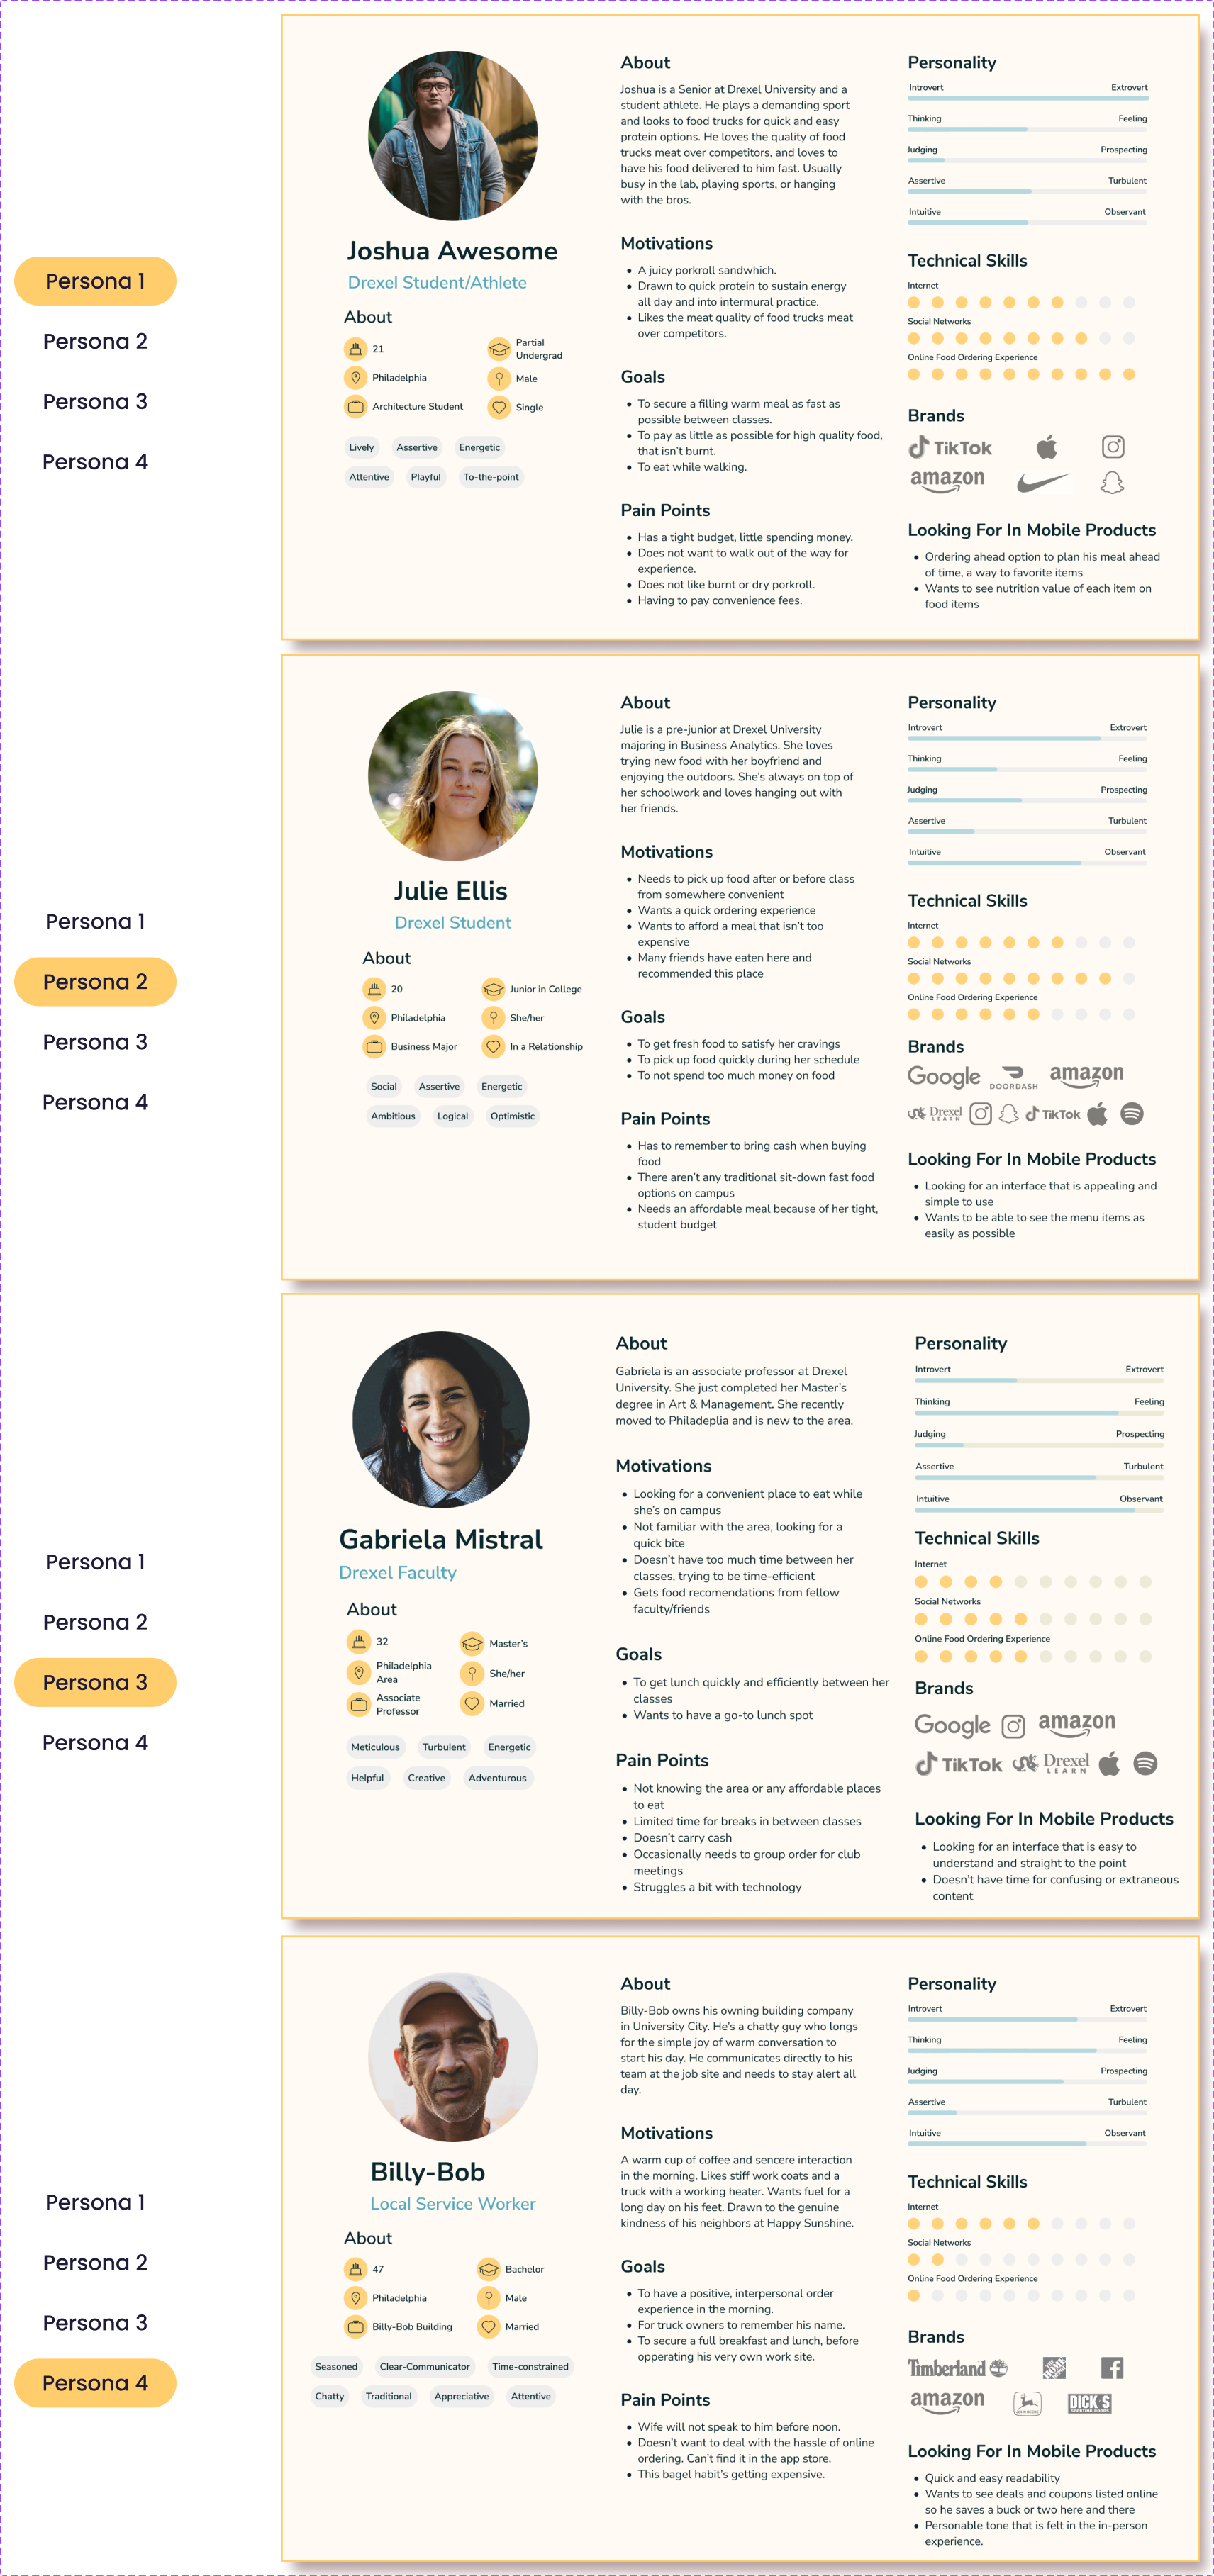 Persona 1
Persona 2
Persona 3
Persona 4
Joshua Awesome
Drexel Student/Athlete
About
21
Partial
Undergrad
Philadelphia
Male
Architecture Student
Single
Lively
Assertive
Energetic
Attentive
Playful
To-the-point
About
Joshua is a Senior at Drexel University and a
student athlete. He plays a demanding sport
and looks to food trucks for quick and easy
protein options. He loves the quality of food
trucks meat over competitors, and loves to
have his food delivered to him fast. Usually
busy in the lab, playing sports, or hanging
with the bros.
Motivations
• A juicy porkroll sandwhich.
• Drawn to quick protein to sustain energy
all day and into intermural practice.
• Likes the meat quality of food trucks meat
over competitors.
Goals
• To secure a filling warm meal as fast as
possible between classes.
• To pay as little as possible for high quality food,
that isn't burnt.
• To eat while walking.
Pain Points
• Has a tight budget, little spending money.
• Does not want to walk out of the way for
experience.
• Does not like burnt or dry porkroll.
• Having to pay convenience fees.
Personality
Introvert
Extrovert
Thinking
Feeling
Judging
Prospecting
Assertive
Turbulent
Intuitive
Observant
Technical Skills
Internet
Social Networks
Online Food Ordering Experience
Brands
TikTok
amazon
Looking For In Mobile Products
• Ordering ahead option to plan his meal ahead
of time, a way to favorite items
• Wants to see nutrition value of each item on
food items
Persona 1
Persona 2
Persona 3
Persona 4
Julie Ellis
Drexel Student
About
20
Junior in College
Philadelphia
She/her
Business Major
In a Relationship
Social
Assertive
Energetic
Ambitious
Logical
Optimistic
About
Julie is a pre-junior at Drexel University
majoring in Business Analytics. She loves
trying new food with her boyfriend and
enjoying the outdoors. She's always on top of
her schoolwork and loves hanging out with
her friends.
Motivations
• Needs to pick up food after or before class
from somewhere convenient
• Wants a quick ordering experience
• Wants to afford a meal that isn't too
expensive
• Many friends have eaten here and
recommended this place
Goals
• To get fresh food to satisfy her cravings
• To pick up food quickly during her schedule
• To not spend too much money on food
Pain Points
• Has to remember to bring cash when buying
food
• There aren't any traditional sit-down fast food
options on campus
• Needs an affordable meal because of her tight,
student budget
Personality
Introvert
Extrovert
Thinking
Feeling
Judging
Prospecting
Assertive
Turbulent
Intuitive
Observant
Technical Skills
Internet
Social Networks
Online Food Ordering Experience
Brands
Google
DOORDASH
amazon
Drexel
LEARN
TikTok
Looking For In Mobile Products
• Looking for an interface that is appealing and
simple to use
• Wants to be able to see the menu items as
easily as possible
Persona 1
Persona 2
Persona 3
Persona 4
Gabriela Mistral
Drexel Faculty
About
32
Master's
Philadelphia
Area
She/her
Associate
Professor
Married
Meticulous
Turbulent
Energetic
Helpful
Creative
Adventurous
About
Gabriela is an associate professor at Drexel
University. She just completed her Master's
degree in Art & Management. She recently
moved to Philadeplia and is new to the area.
Motivations
• Looking for a convenient place to eat while
she's on campus
• Not familiar with the area, looking for a
quick bite
• Doesn't have too much time between her
classes, trying to be time-efficient
• Gets food recomendations from fellow
faculty/friends
Goals
• To get lunch quickly and efficiently between her
classes
• Wants to have a go-to lunch spot
Pain Points
• Not knowing the area or any affordable places
to eat
• Limited time for breaks in between classes
• Doesn't carry cash
• Occasionally needs to group order for club
meetings
• Struggles a bit with technology
Personality
Introvert
Extrovert
Thinking
Feeling
Judging
Prospecting
Assertive
Turbulent
Intuitive
Observant
Technical Skills
Internet
Social Networks
Online Food Ordering Experience
Brands
Google
amazon
TikTok
Drexel
LEARN
Looking For In Mobile Products
• Looking for an interface that is easy to
understand and straight to the point
• Doesn't have time for confusing or extraneous
content
Persona 1
Persona 2
Persona 3
Persona 4
Billy-Bob
Local Service Worker
About
47
Bachelor
Philadelphia
Male
Billy-Bob Building
Married
Seasoned
Clear-Communicator
Time-constrained
Chatty
Traditional
Appreciative
Attentive
About
Billy-Bob owns his owning building company
in University City. He's a chatty guy who longs
for the simple joy of warm conversation to
start his day. He communicates directly to his
team at the job site and needs to stay alert all
day.
Motivations
A warm cup of coffee and sencere interaction
in the morning. Likes stiff work coats and a
truck with a working heater. Wants fuel for a
long day on his feet. Drawn to the genuine
kindness of his neighbors at Happy Sunshine.
Goals
• To have a positive, interpersonal order
experience in the morning.
• For truck owners to remember his name.
• To secure a full breakfast and lunch, before
opperating his very own work site.
Pain Points
• Wife will not speak to him before noon.
• Doesn't want to deal with the hassle of online
ordering. Can't find it in the app store.
• This bagel habit's getting expensive.
Personality
Introvert
Extrovert
Thinking
Feeling
Judging
Prospecting
Assertive
Turbulent
Intuitive
Observant
Technical Skills
Internet
Social Networks
Online Food Ordering Experience
Brands
Timberland
amazon
JOHN DEERE
DICK'S
SPORTING GOODS
Looking For In Mobile Products
• Quick and easy readability
• Wants to see deals and coupons listed online
so he saves a buck or two here and there
• Personable tone that is felt in the in-person
experience.